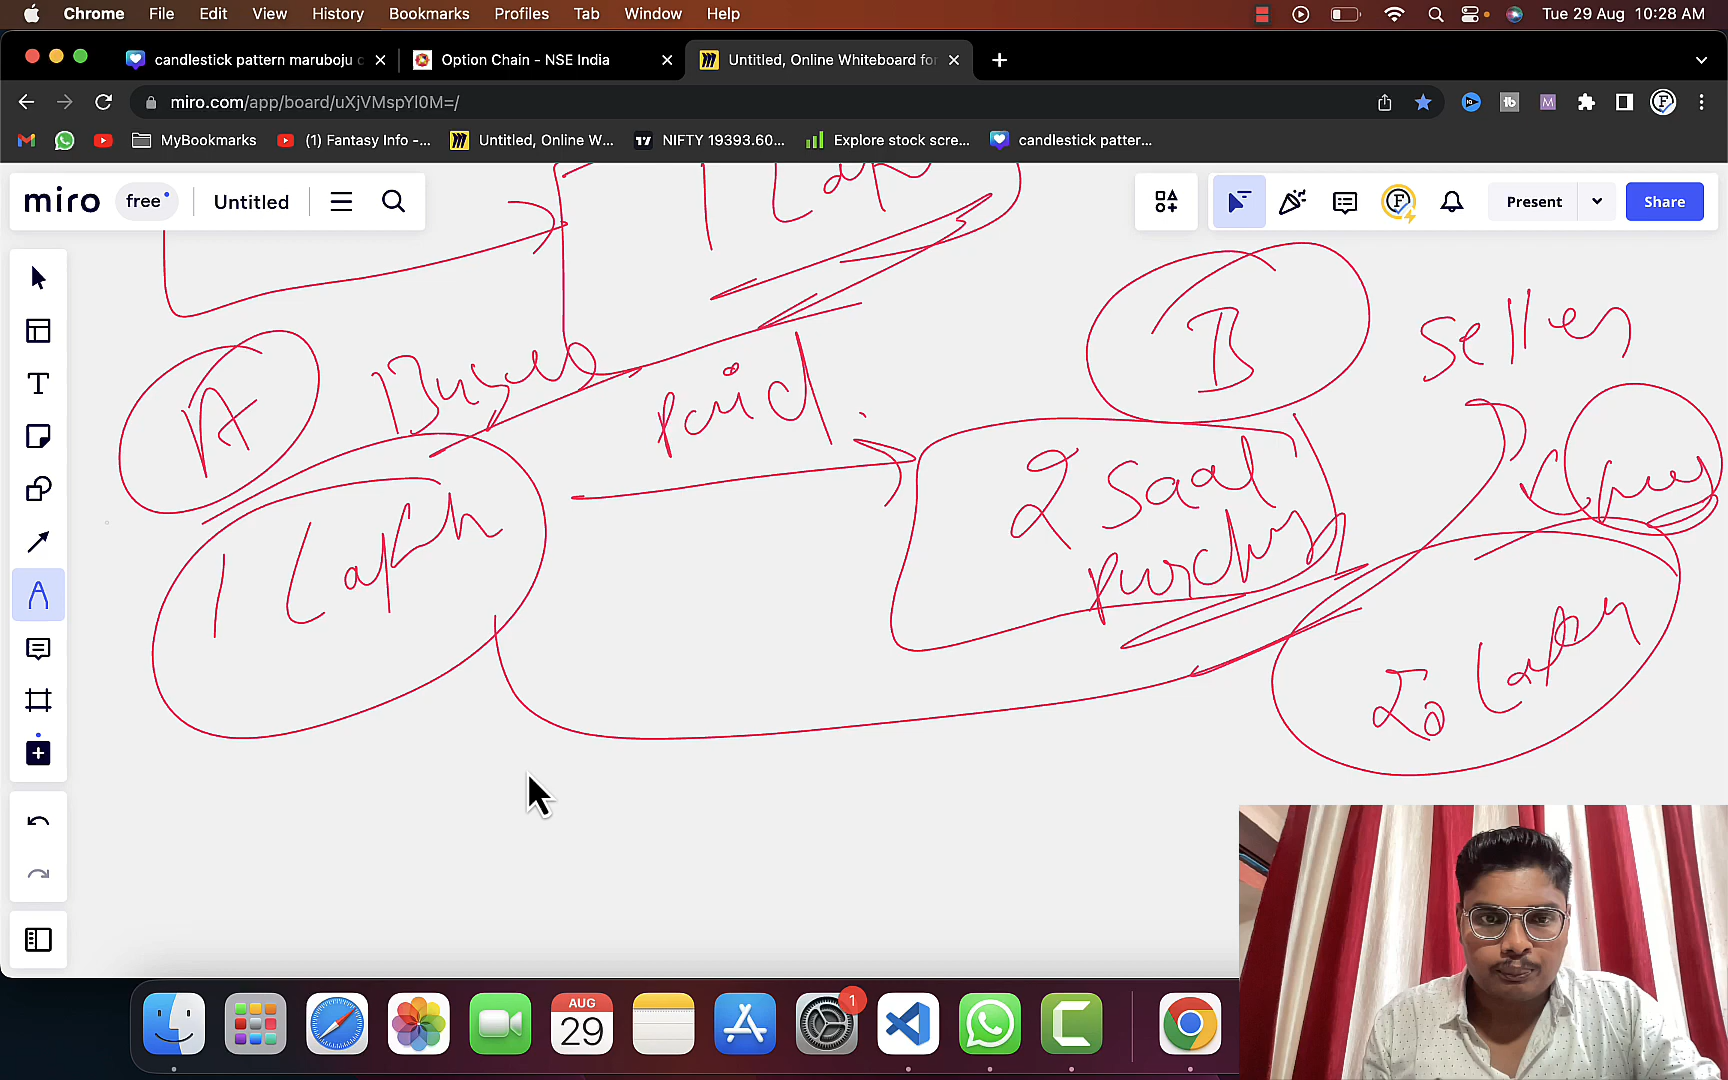 Chrome File Edit View History Bookmarks Profiles Tab Window Help Tue 29 Aug 10:28 AM
candlestick pattern maruboju c Option Chain - NSE India Untitled, Online Whiteboard for
miro.com/app/board/uXjVMspYl0M=/
MyBookmarks (1) Fantasy Info -... Untitled, Online W... NIFTY 19393.60... Explore stock scre... candlestick patter...
miro free Untitled Present Share
A
paid
B
seller
1 Lakh
2 Saal
purchas
20 Lakh
AUG
29
1